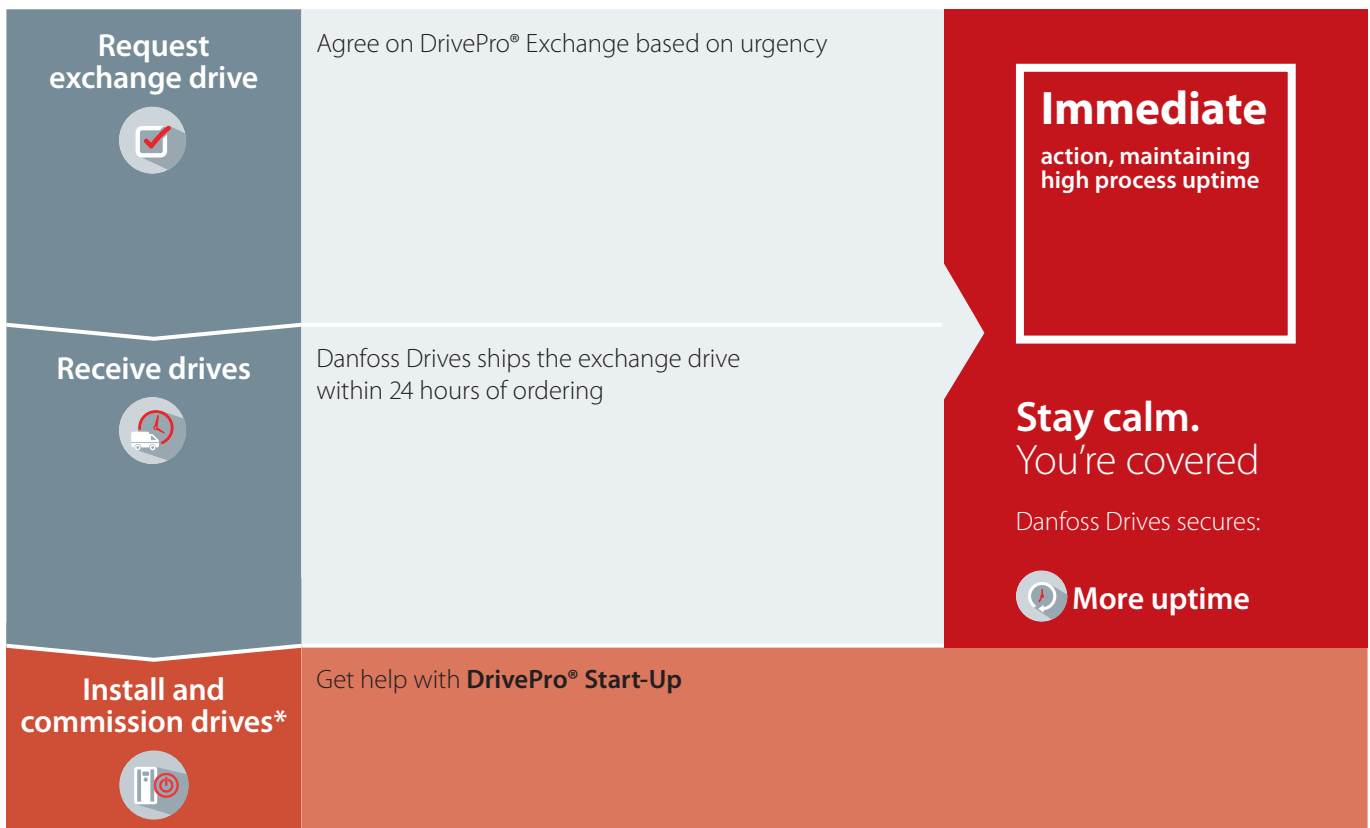 Request
exchange drive
Agree on DrivePro® Exchange based on urgency
Receive drives
Danfoss Drives ships the exchange drive
within 24 hours of ordering
Install and
commission drives*
Get help with DrivePro® Start-Up
Immediate
action, maintaining
high process uptime
Stay calm.
You’re covered
Danfoss Drives secures:
More uptime